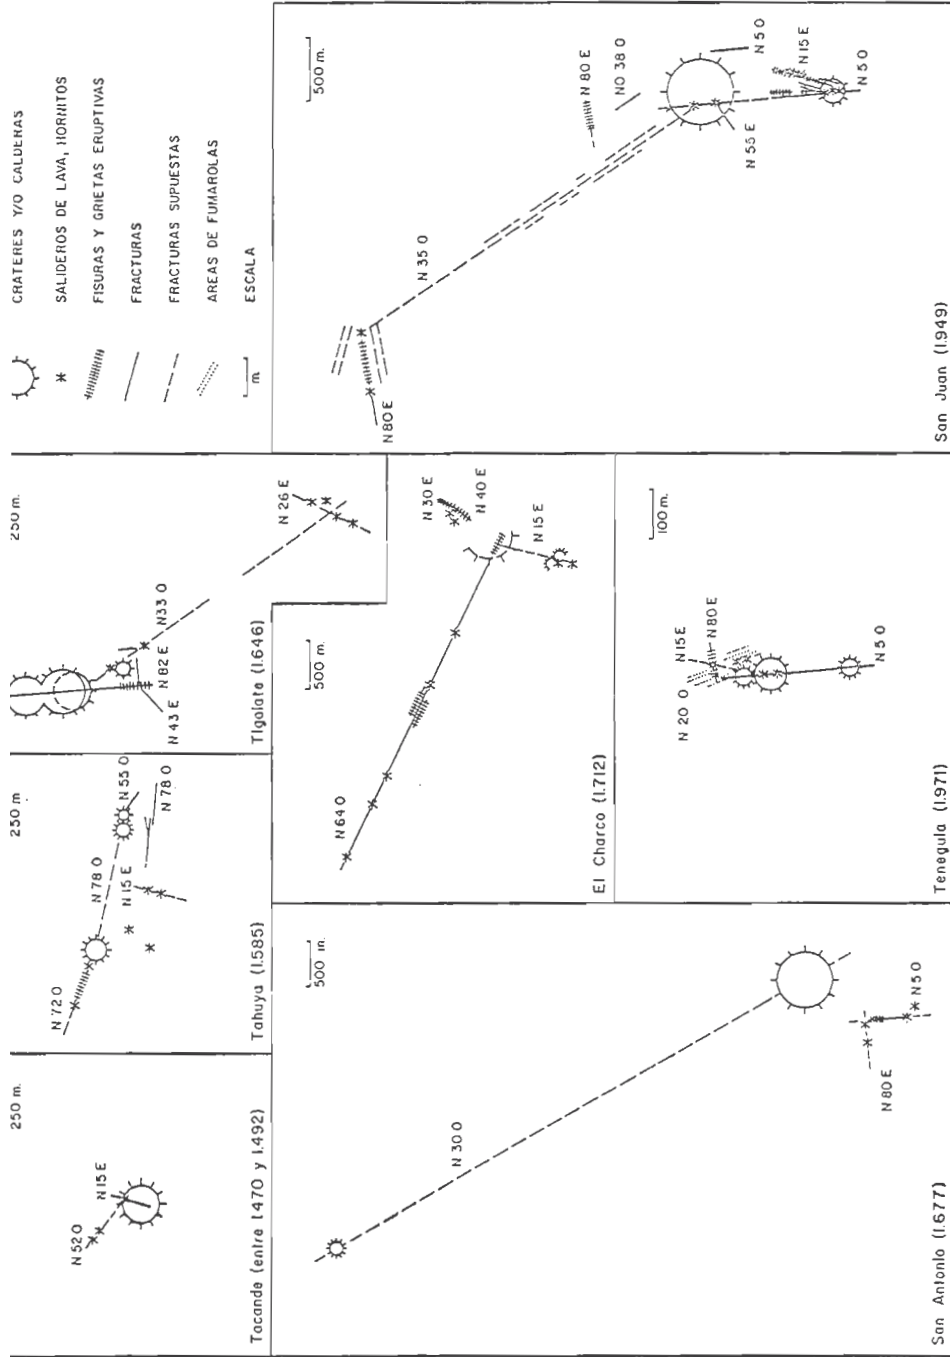 250 m.
N 52 O
N 15 E
Tacande (entre 1.470 y 1.492)
250 m
N 72 O
N 78 O
N 55 O
N 15 E
N 78 O
Tahuya (1.585)
250 m.
N 33 O
N 26 E
N 43 E
N 82 E
Tigalate (1.646)
CRATERES Y/O CALDERAS
SALIDEROS DE LAVA, HORNITOS
FISURAS Y GRIETAS ERUPTIVAS
FRACTURAS
FRACTURAS SUPUESTAS
AREAS DE FUMAROLAS
m.
ESCALA
500 m.
N 30 O
N 80 E
N 5 O
San Antonio (1.677)
500 m.
N 64 O
N 30 E
N 40 E
N 15 E
El Charco (1.712)
100 m.
N 20 O
N 15 E
N 80 E
N 5 O
Teneguía (1.971)
500 m.
N 80 E
N 35 O
N 80 E
NO 38 O
N 5 O
N 55 E
N 15 E
N 5 O
San Juan (1.949)